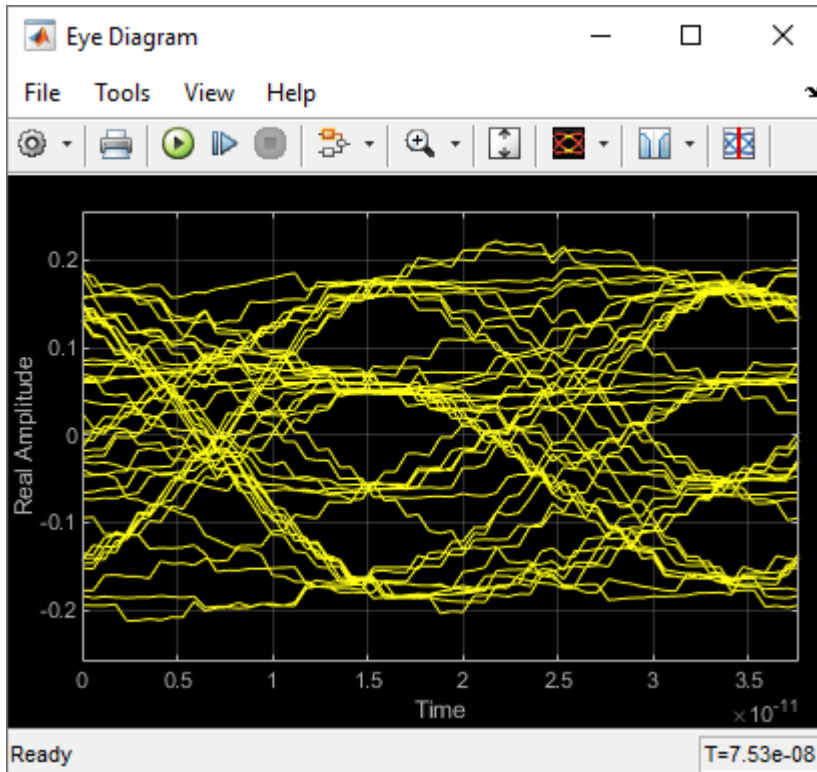 Eye Diagram
File Tools View Help
Real Amplitude
0.2
0.1
0
-0.1
-0.2
0 0.5 1 1.5 2 2.5 3 3.5
Time
×10^-11
Ready T=7.53e-08